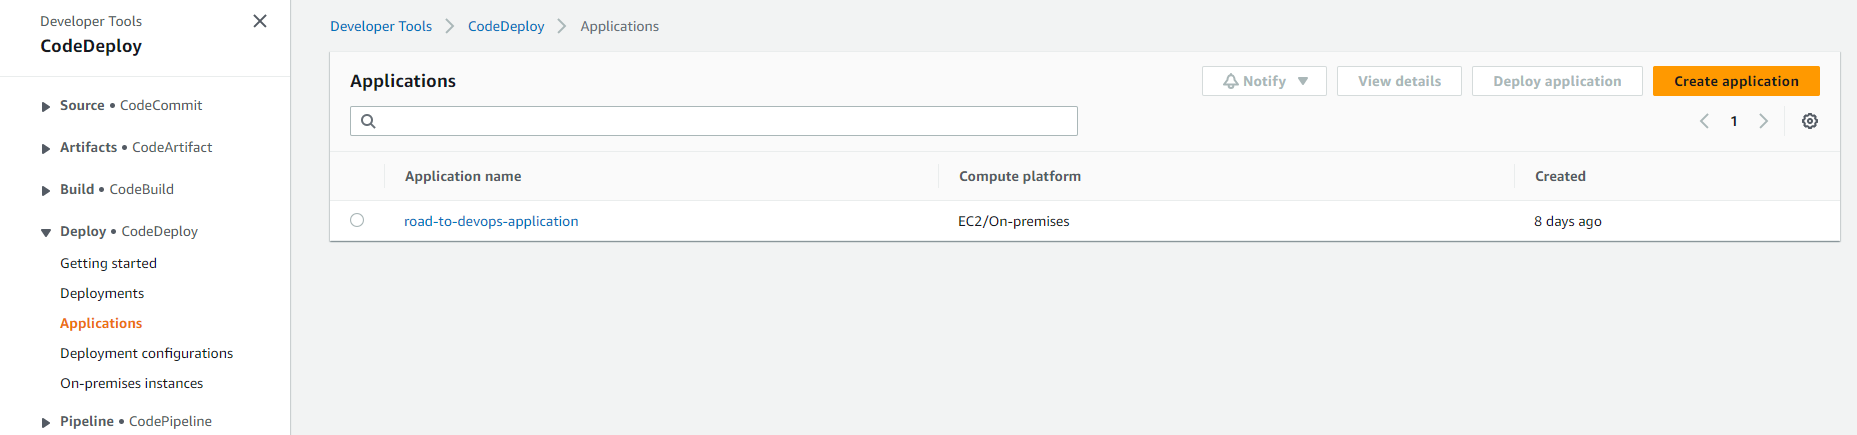 Developer Tools
CodeDeploy
Source • CodeCommit
Artifacts • CodeArtifact
Build • CodeBuild
Deploy • CodeDeploy
Getting started
Deployments
Applications
Deployment configurations
On-premises instances
Pipeline • CodePipeline
Developer Tools CodeDeploy Applications
Applications Notify View details Deploy application Create application
1
Application name Compute platform Created
road-to-devops-application EC2/On-premises 8 days ago